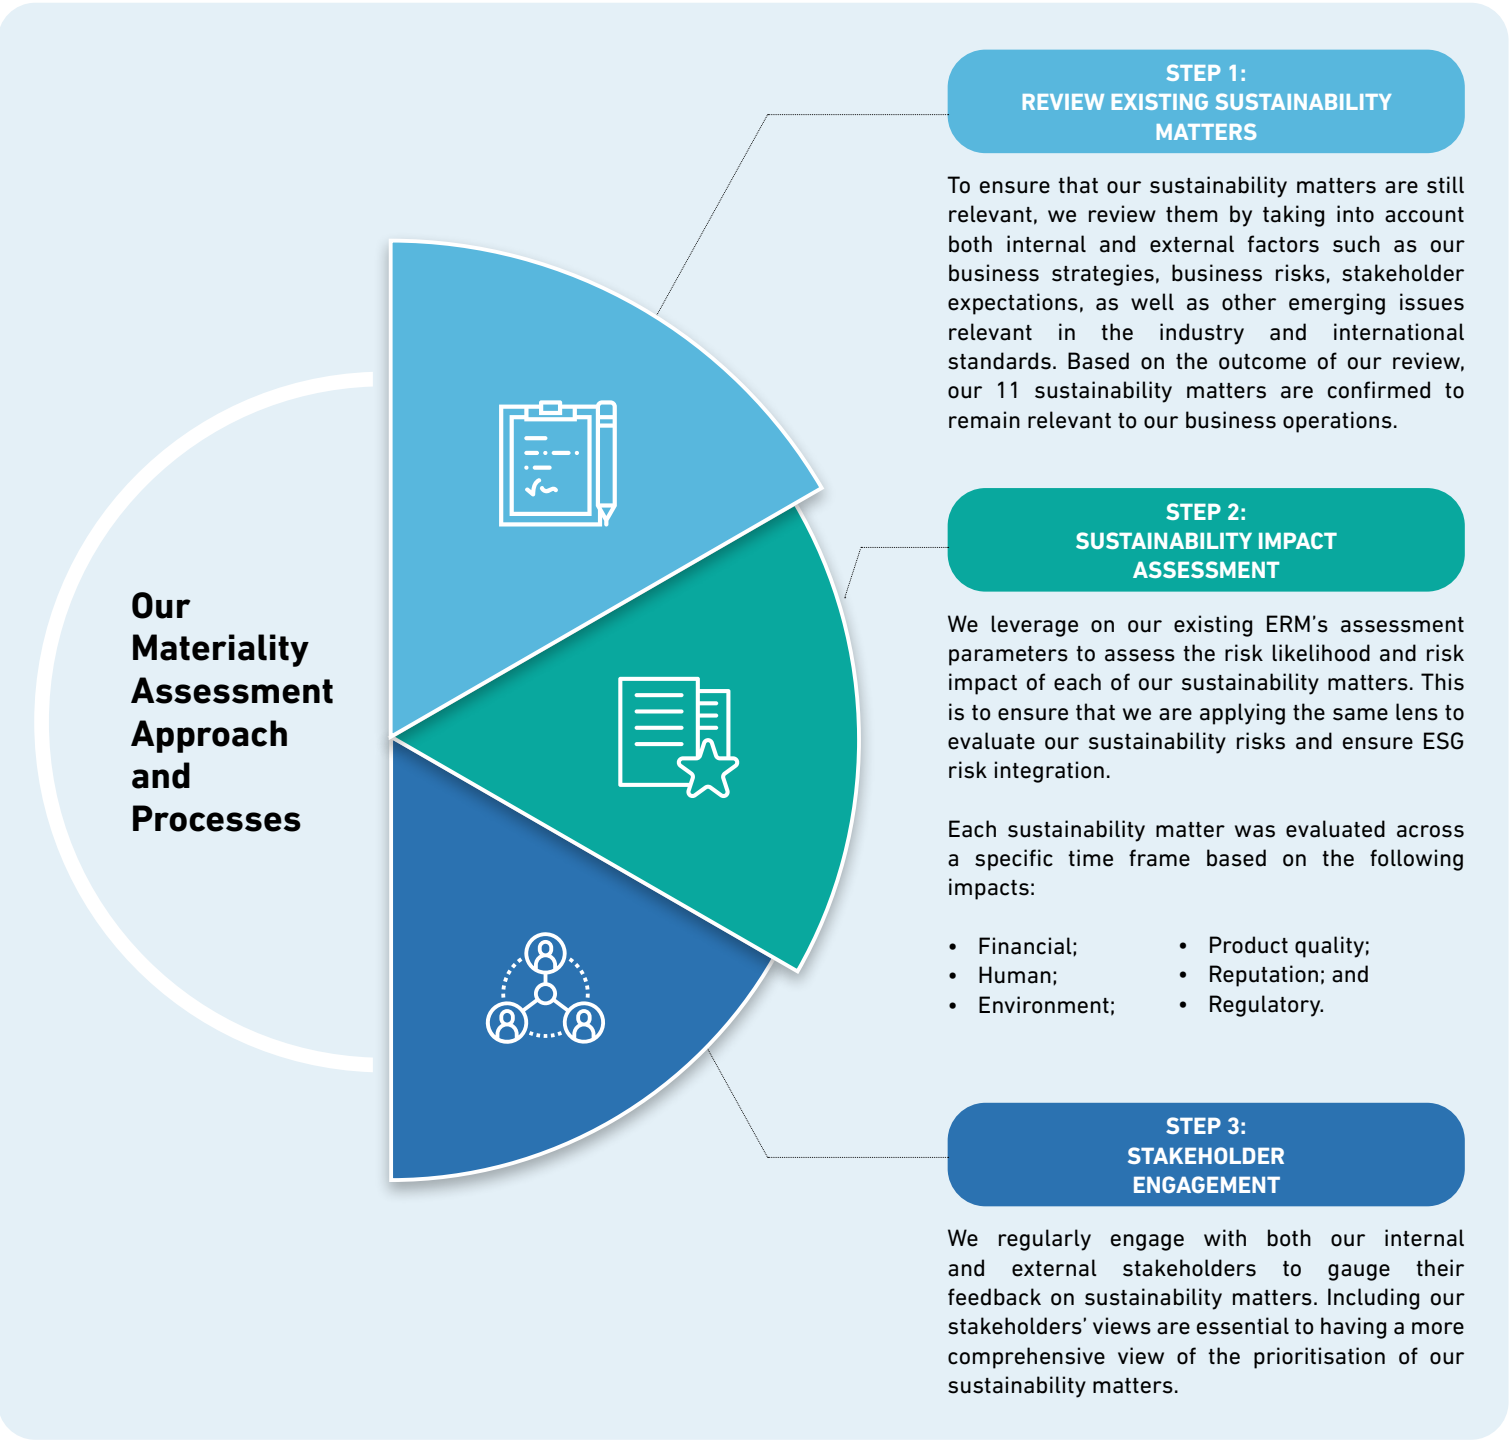 Our
Materiality
Assessment
Approach
and
Processes
STEP 1:
REVIEW EXISTING SUSTAINABILITY
MATTERS
To ensure that our sustainability matters are still
relevant, we review them by taking into account
both internal and external factors such as our
business strategies, business risks, stakeholder
expectations, as well as other emerging issues
relevant in the industry and international
standards. Based on the outcome of our review,
our 11 sustainability matters are confirmed to
remain relevant to our business operations.
STEP 2:
SUSTAINABILITY IMPACT
ASSESSMENT
We leverage on our existing ERM's assessment
parameters to assess the risk likelihood and risk
impact of each of our sustainability matters. This
is to ensure that we are applying the same lens to
evaluate our sustainability risks and ensure ESG
risk integration.
Each sustainability matter was evaluated across
a specific time frame based on the following
impacts:
• Financial;
• Human;
• Environment;
• Product quality;
• Reputation; and
• Regulatory.
STEP 3:
STAKEHOLDER
ENGAGEMENT
We regularly engage with both our internal
and external stakeholders to gauge their
feedback on sustainability matters. Including our
stakeholders' views are essential to having a more
comprehensive view of the prioritisation of our
sustainability matters.